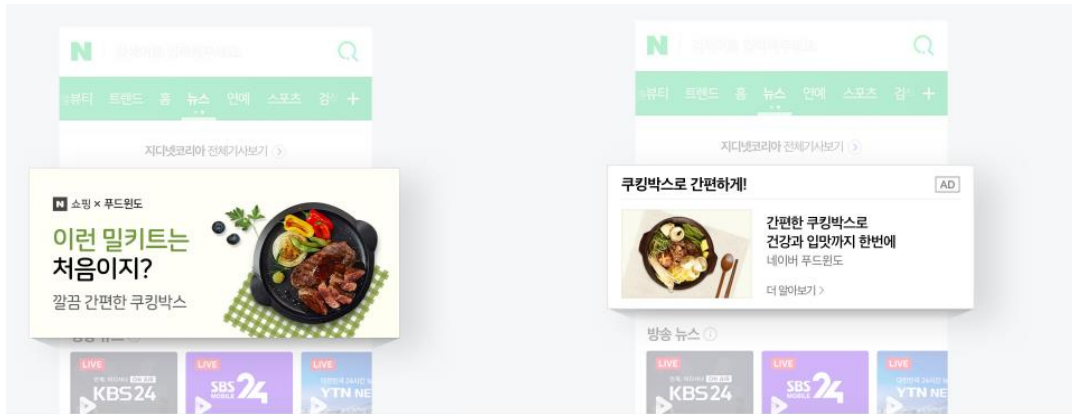 N
뷰티 트렌드 홈 뉴스 연예 스포츠 +
지디넷코리아 전체기사보기
N 쇼핑 × 푸드윈도
이런 밀키트는
처음이지?
깔끔 간편한 쿠킹박스
LIVE
ON AIR
KBS24
LIVE
SBS 24
MOBILE
LIVE
YTN NE
N
뷰티 트렌드 홈 뉴스 연예 스포츠 +
지디넷코리아 전체기사보기
쿠킹박스로 간편하게!
AD
간편한 쿠킹박스로
건강과 입맛까지 한번에
네이버 푸드윈도
더 알아보기 >
방송 뉴스
LIVE
ON AIR
KBS24
LIVE
SBS 24
MOBILE
LIVE
YTN NE